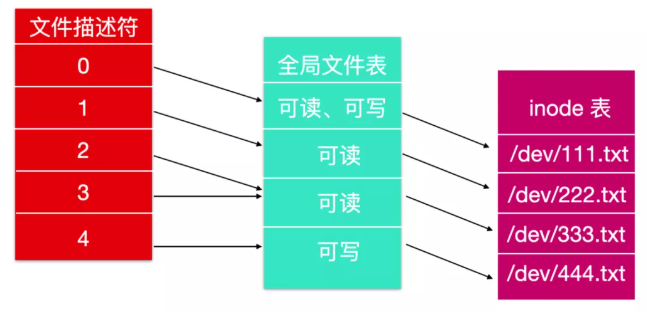 文件描述符
0
1
2
3
4
全局文件表
可读、可写
可读
可读
可写
inode 表
/dev/111.txt
/dev/222.txt
/dev/333.txt
/dev/444.txt